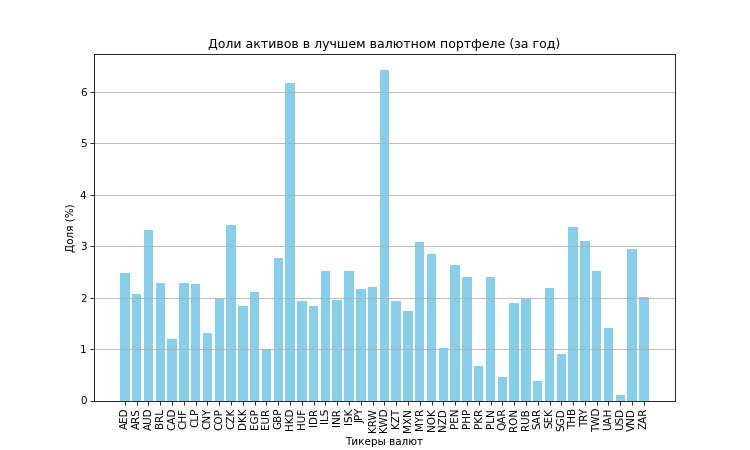 Доли активов в лучшем валютном портфеле (за год)
Доля (%)
6
5
4
3
2
1
0
AED ARS AUD BRL CAD CHF CLP CNY COP CZK DKK EGP EUR GBP HKD HUF IDR ILS INR ISK JPY KRW KWD KZT MXN MYR NOK NZD PEN PHP PKR PLN QAR RON RUB SAR SEK SGD THB TRY TWD UAH USD VND ZAR
Тикеры валют